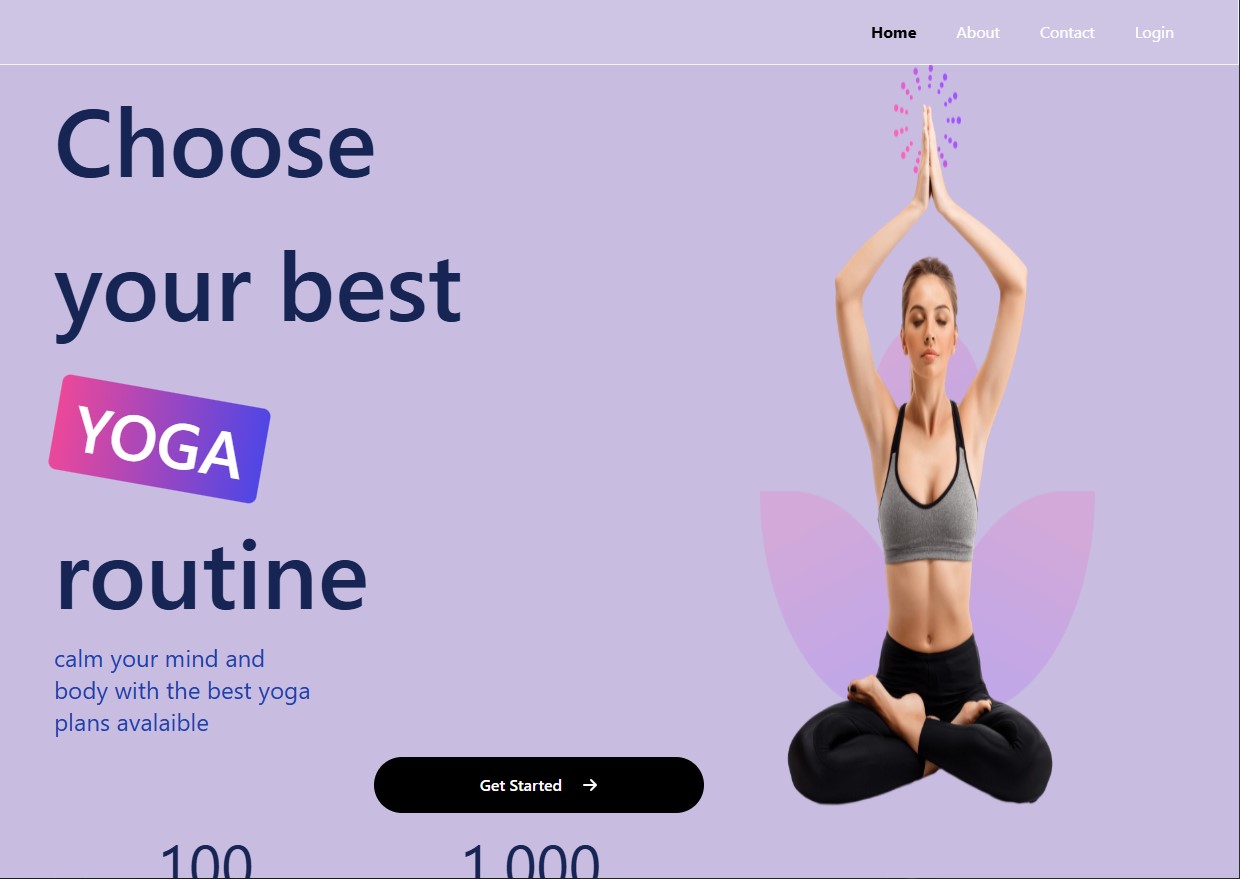 Home About Contact Login
Choose
your best
YOGA
routine
calm your mind and
body with the best yoga
plans avalaible
Get Started
100 1 000